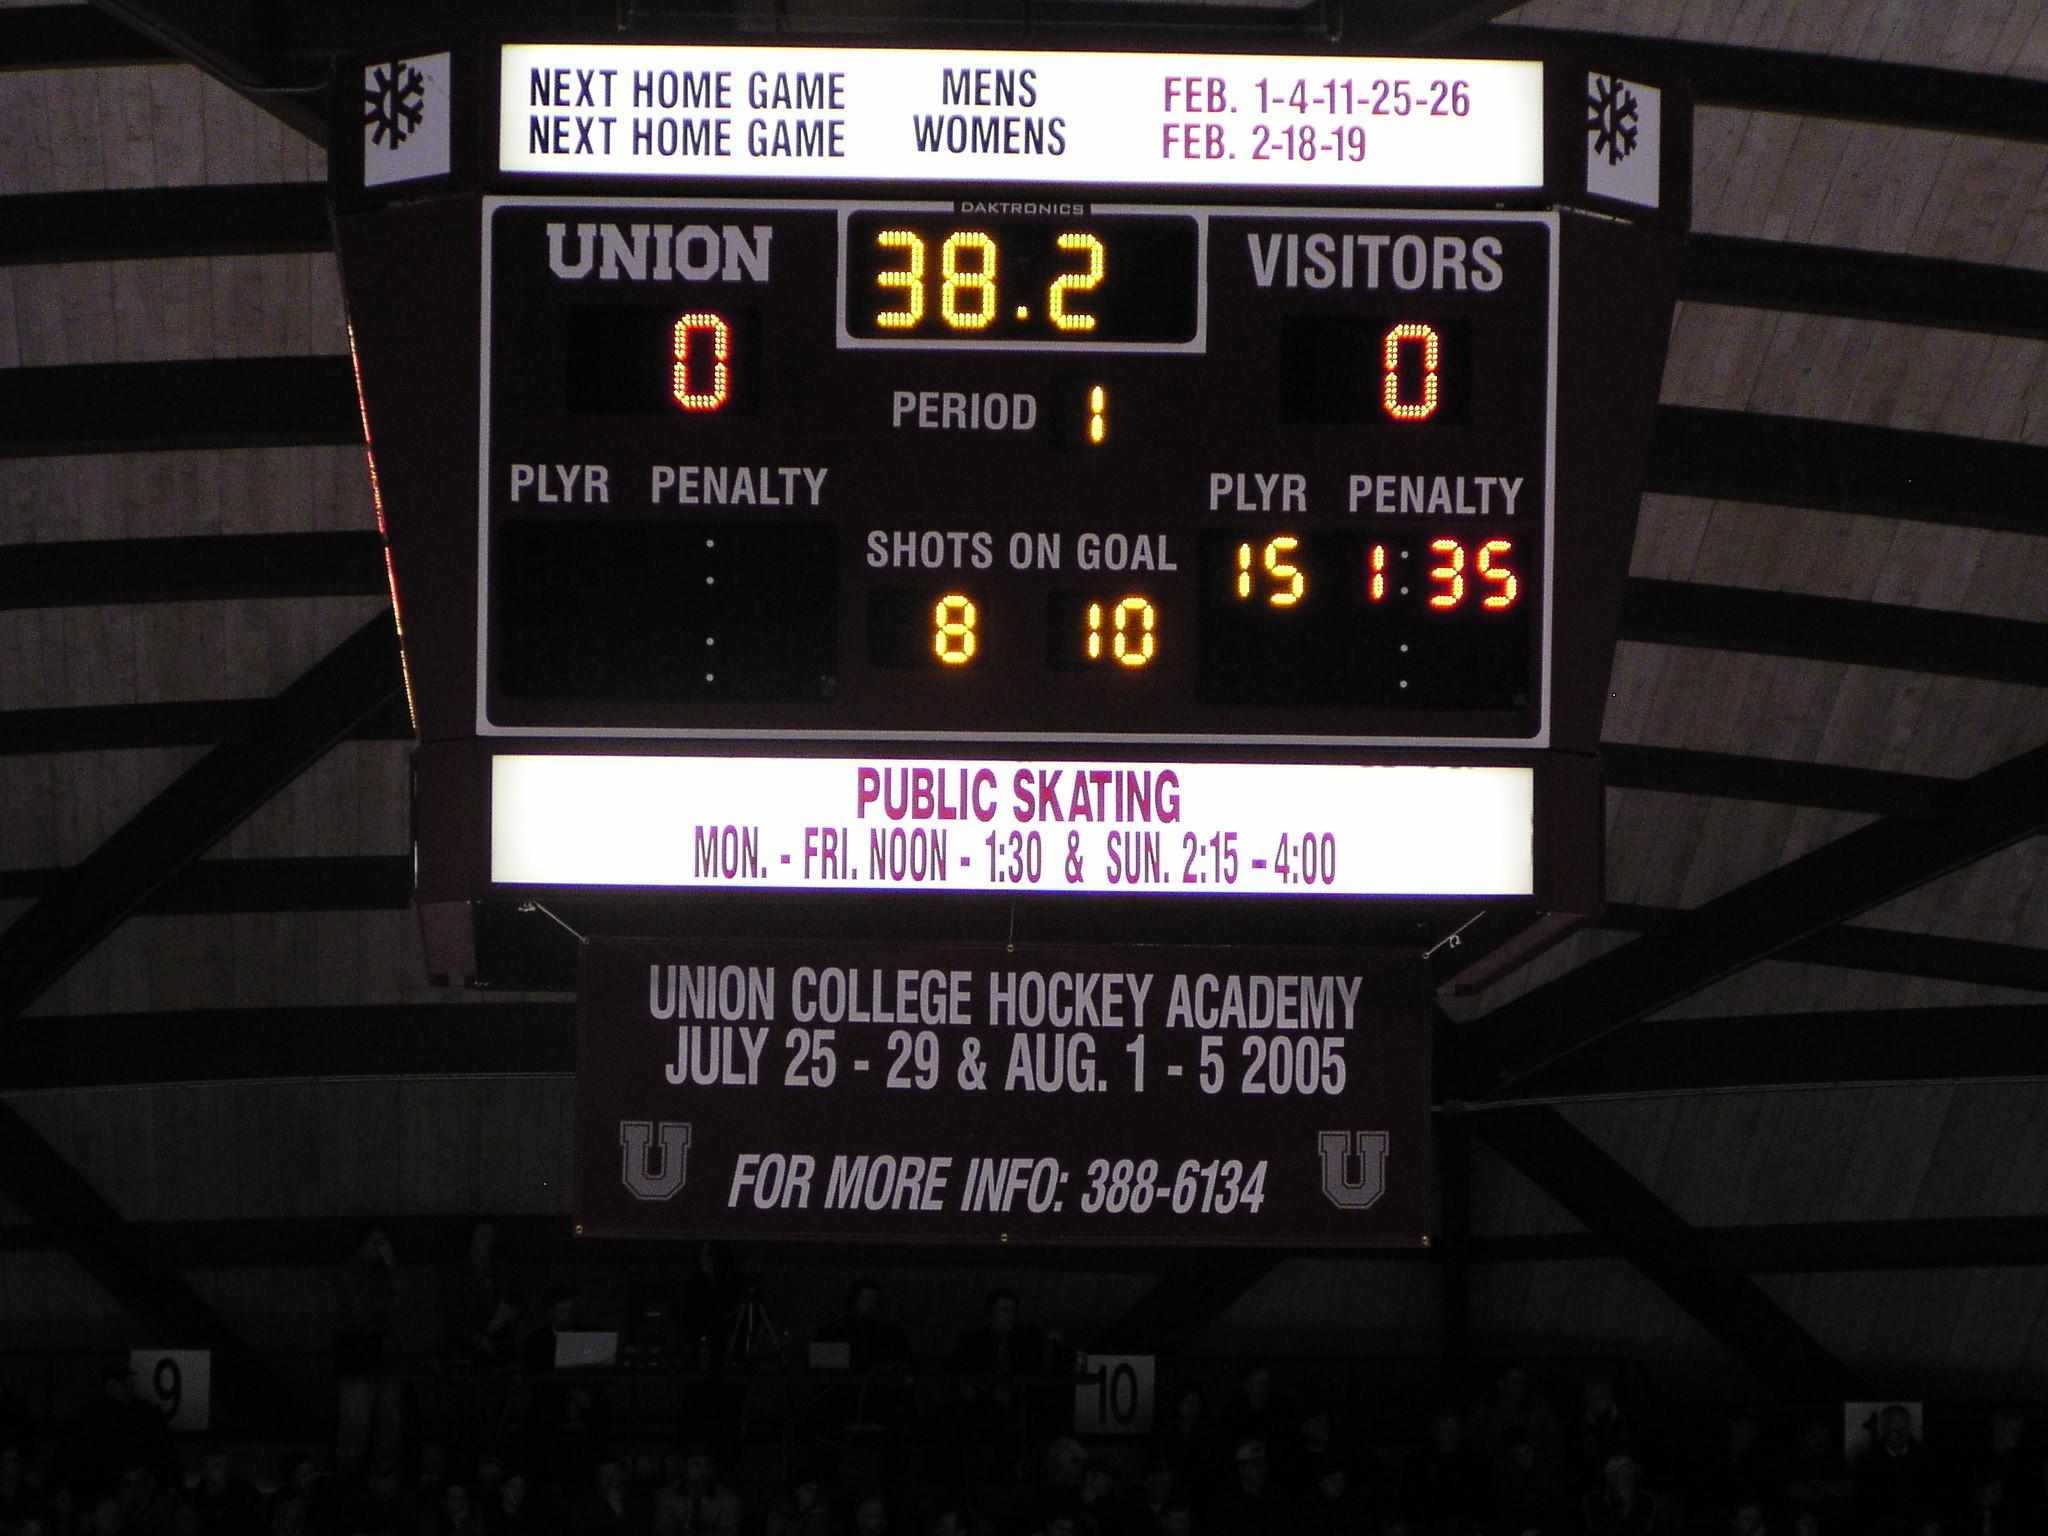 NEXT HOME GAME MENS FEB. 1-4-11-25-26
NEXT HOME GAME WOMENS FEB. 2-18-19
DAKTRONICS
UNION 38.2 VISITORS
0 0
PERIOD 1
PLYR PENALTY PLYR PENALTY
SHOTS ON GOAL 15 1:35
8 10
PUBLIC SKATING
MON. - FRI. NOON - 1:30 & SUN. 2:15 - 4:00
UNION COLLEGE HOCKEY ACADEMY
JULY 25 - 29 & AUG. 1 - 5 2005
U U
FOR MORE INFO: 388-6134
9 10